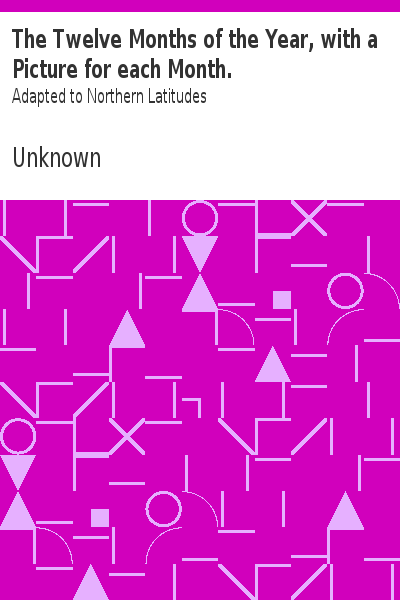 The Twelve Months of the Year, with a
Picture for each Month.
Adapted to Northern Latitudes
Unknown